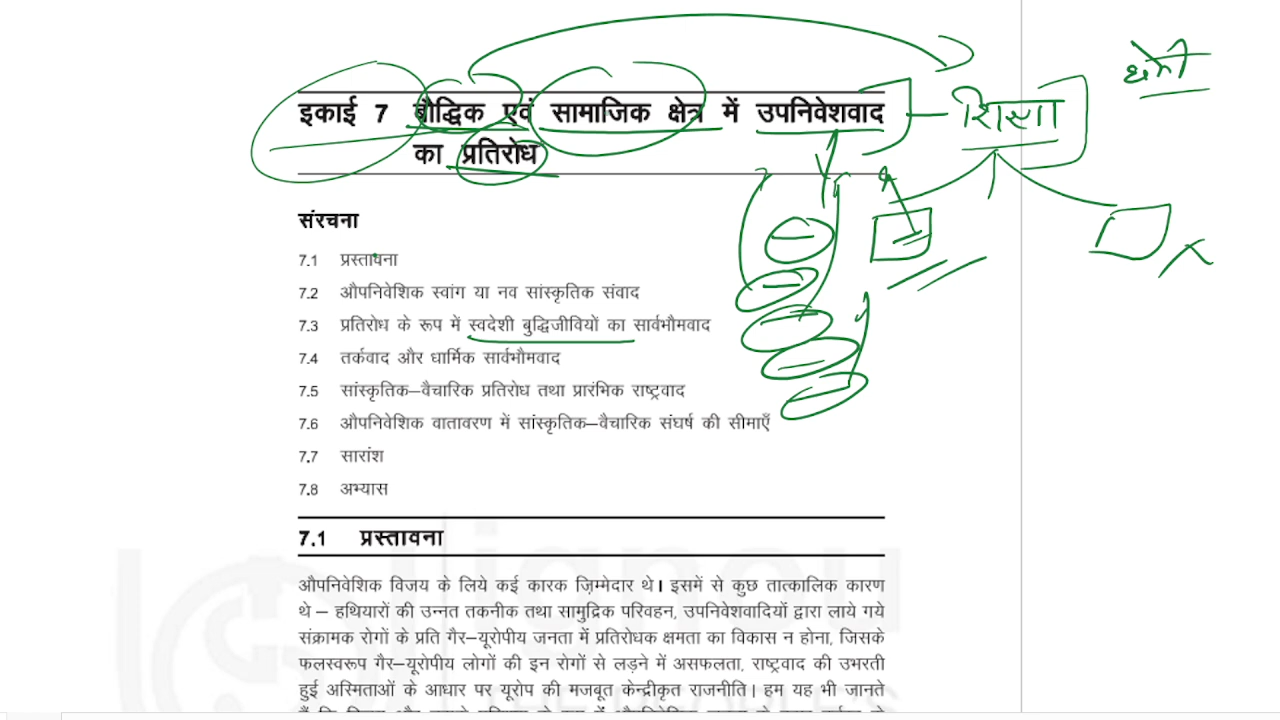 इकाई 7 बौद्धिक एवं सामाजिक क्षेत्र में उपनिवेशवाद
का प्रतिरोध
शिक्षा
संरचना
7.1 प्रस्तावना
7.2 औपनिवेशिक स्वांग या नव सांस्कृतिक संवाद
7.3 प्रतिरोध के रूप में स्वदेशी बुद्धिजीवियों का सार्वभौमवाद
7.4 तर्कवाद और धार्मिक सार्वभौमवाद
7.5 सांस्कृतिक–वैचारिक प्रतिरोध तथा प्रारंभिक राष्ट्रवाद
7.6 औपनिवेशिक वातावरण में सांस्कृतिक–वैचारिक संघर्ष की सीमाएँ
7.7 सारांश
7.8 अभ्यास
7.1 प्रस्तावना
औपनिवेशिक विजय के लिये कई कारक ज़िम्मेदार थे। इसमें से कुछ तात्कालिक कारण
थे – हथियारों की उन्नत तकनीक तथा सामुद्रिक परिवहन, उपनिवेशवादियों द्वारा लाये गये
संक्रामक रोगों के प्रति गैर–यूरोपीय जनता में प्रतिरोधक क्षमता का विकास न होना, जिसके
फलस्वरूप गैर–यूरोपीय लोगों की इन रोगों से लड़ने में असफलता, राष्ट्रवाद की उभरती
हुई अस्मिताओं के आधार पर यूरोप की मजबूत केन्द्रीकृत राजनीति। हम यह भी जानते